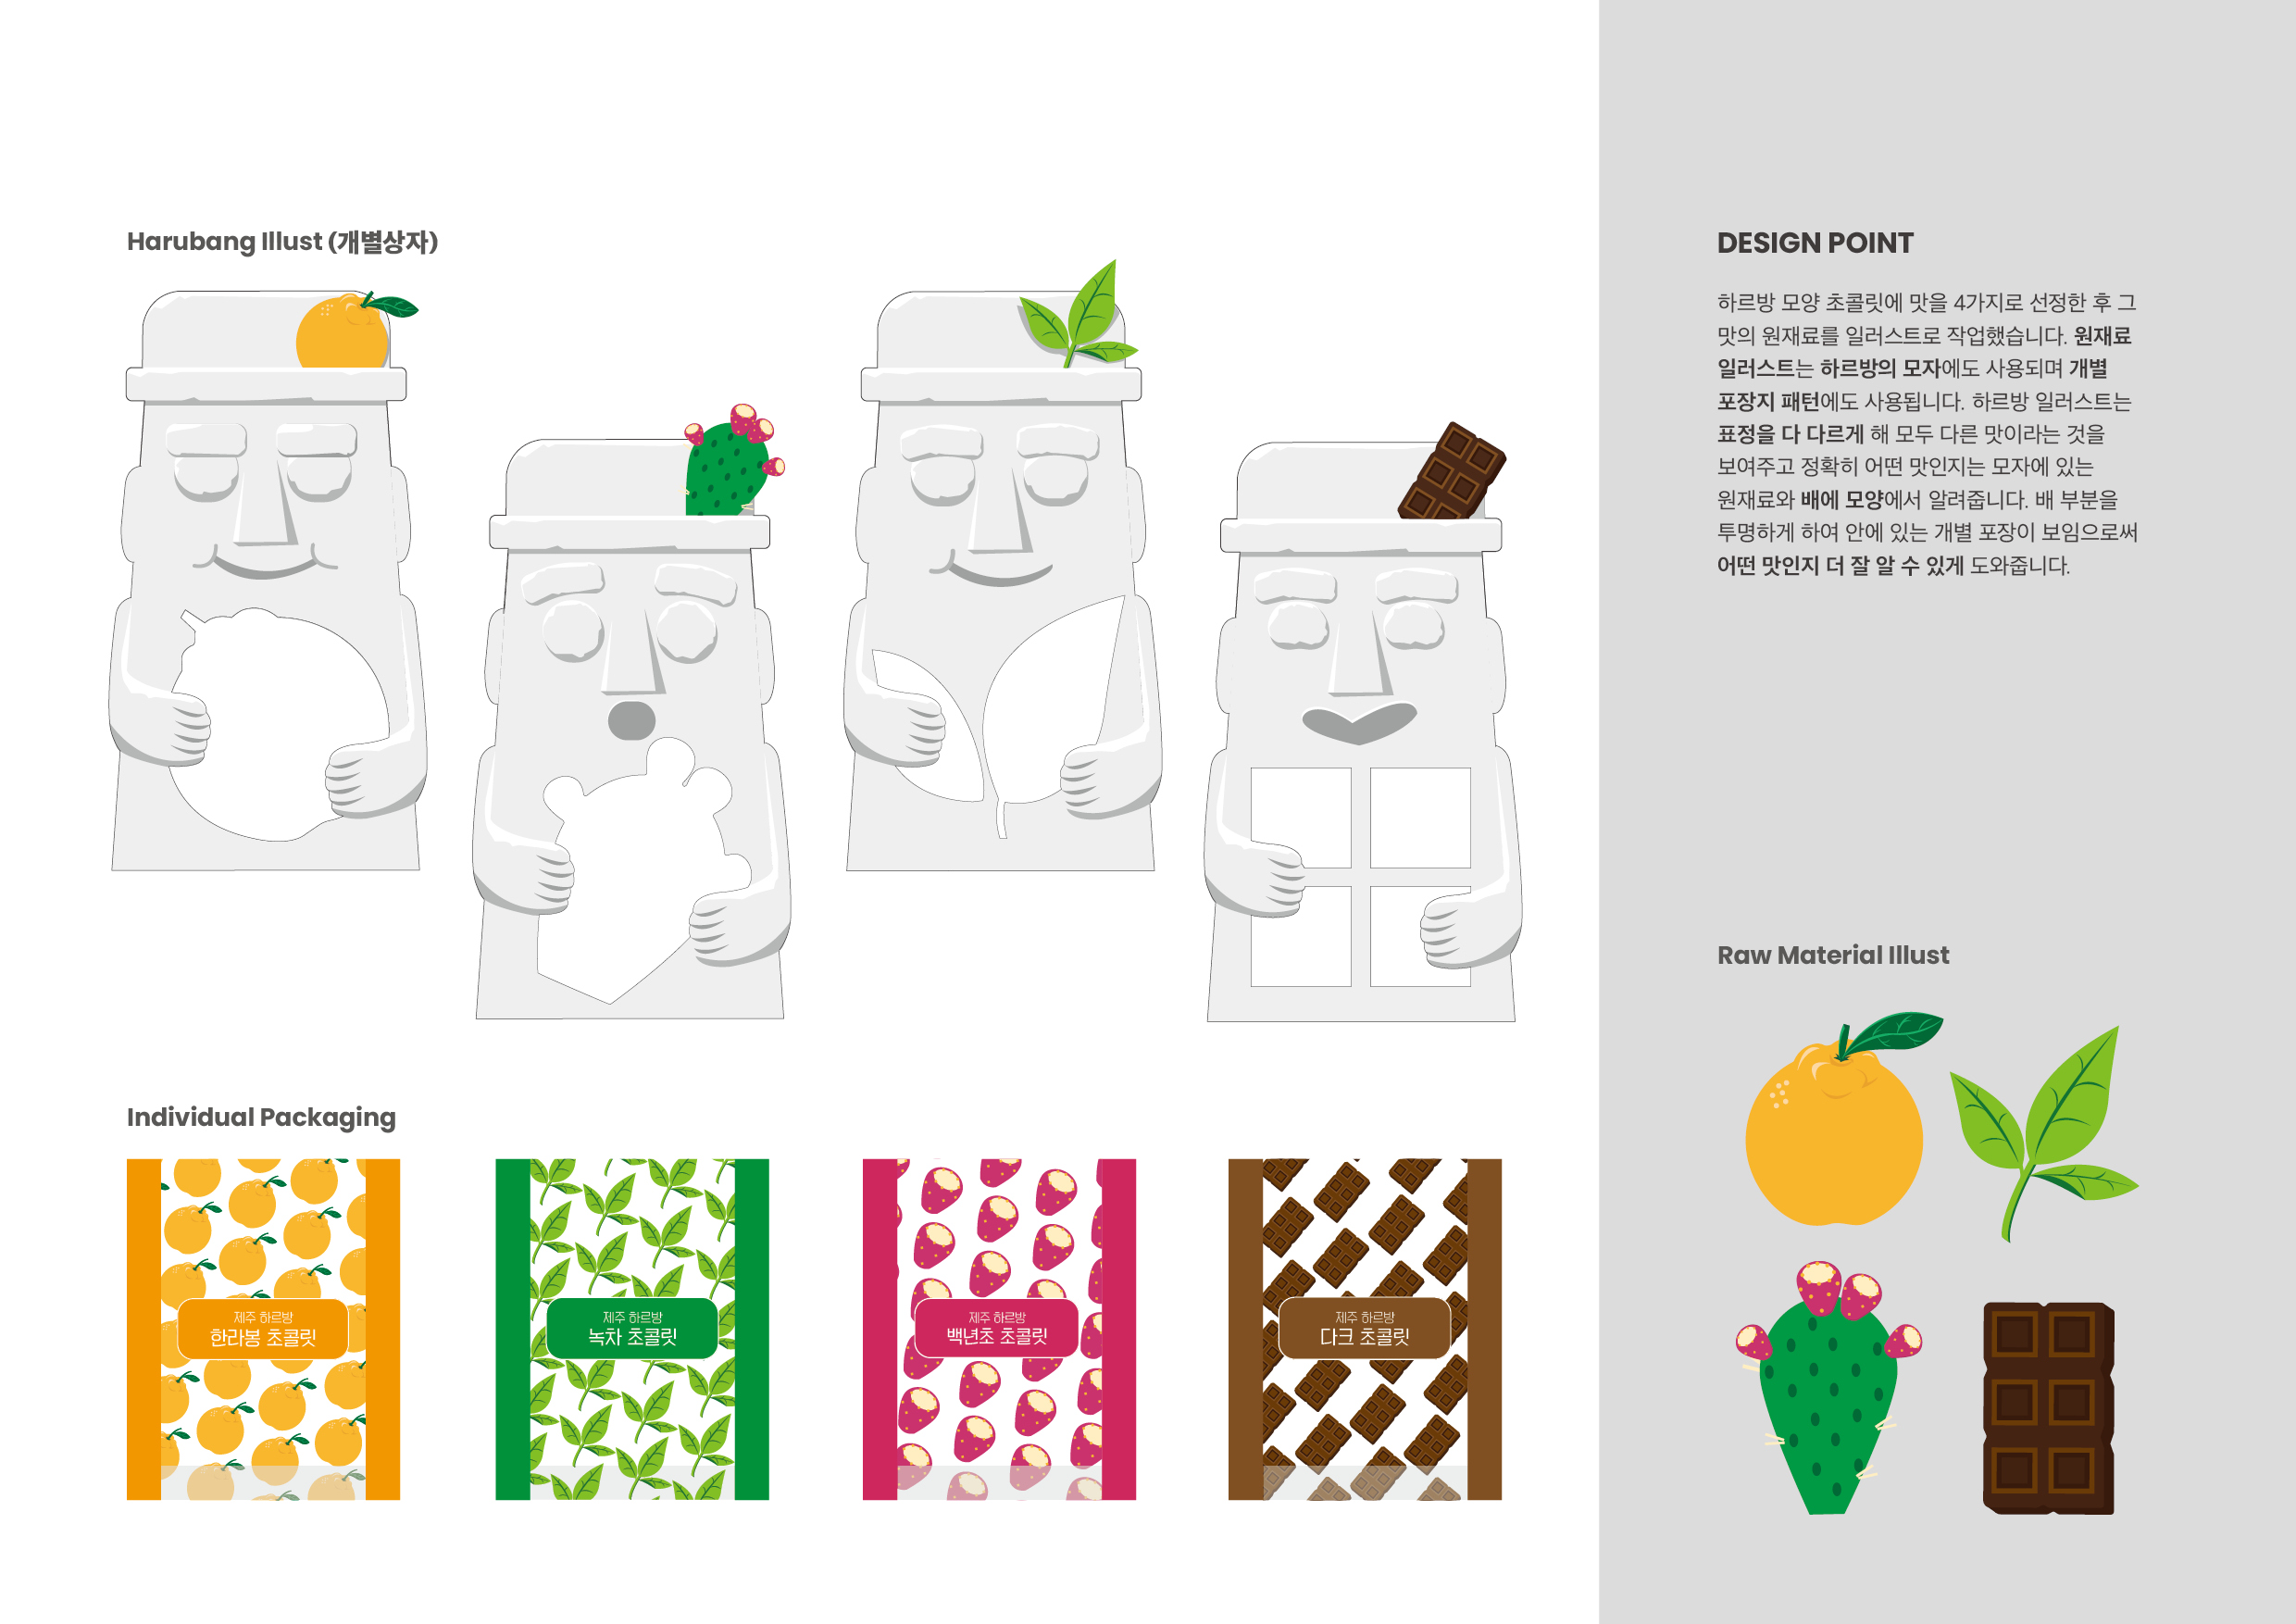 Harubang Illust (개별상자)
Individual Packaging
제주 하르방
한라봉 초콜릿
제주 하르방
녹차 초콜릿
제주 하르방
백년초 초콜릿
제주 하르방
다크 초콜릿
DESIGN POINT
하르방 모양 초콜릿에 맛을 4가지로 선정한 후 그
맛의 원재료를 일러스트로 작업했습니다. 원재료
일러스트는 하르방의 모자에도 사용되며 개별
포장지 패턴에도 사용됩니다. 하르방 일러스트는
표정을 다 다르게 해 모두 다른 맛이라는 것을
보여주고 정확히 어떤 맛인지는 모자에 있는
원재료와 배에 모양에서 알려줍니다. 배 부분을
투명하게 하여 안에 있는 개별 포장이 보임으로써
어떤 맛인지 더 잘 알 수 있게 도와줍니다.
Raw Material Illust